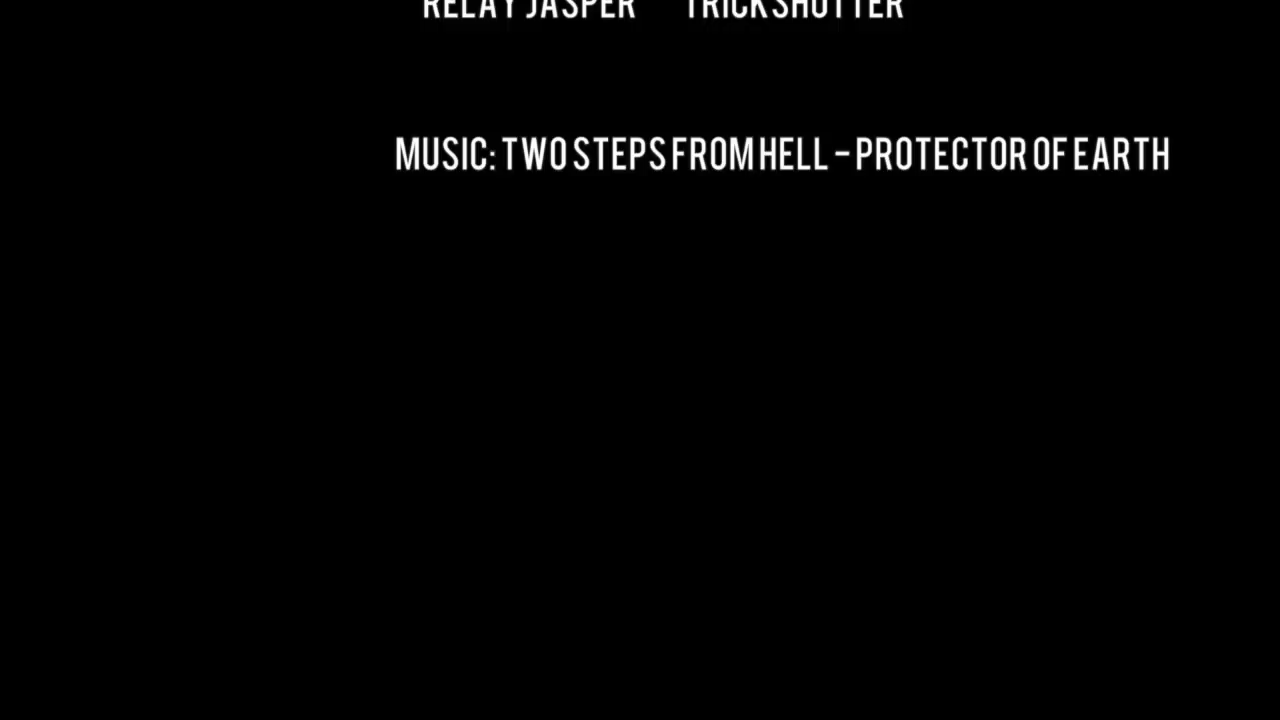 RELAY JASPER TRICKSHOTTER
MUSIC: TWO STEPS FROM HELL - PROTECTOR OF EARTH